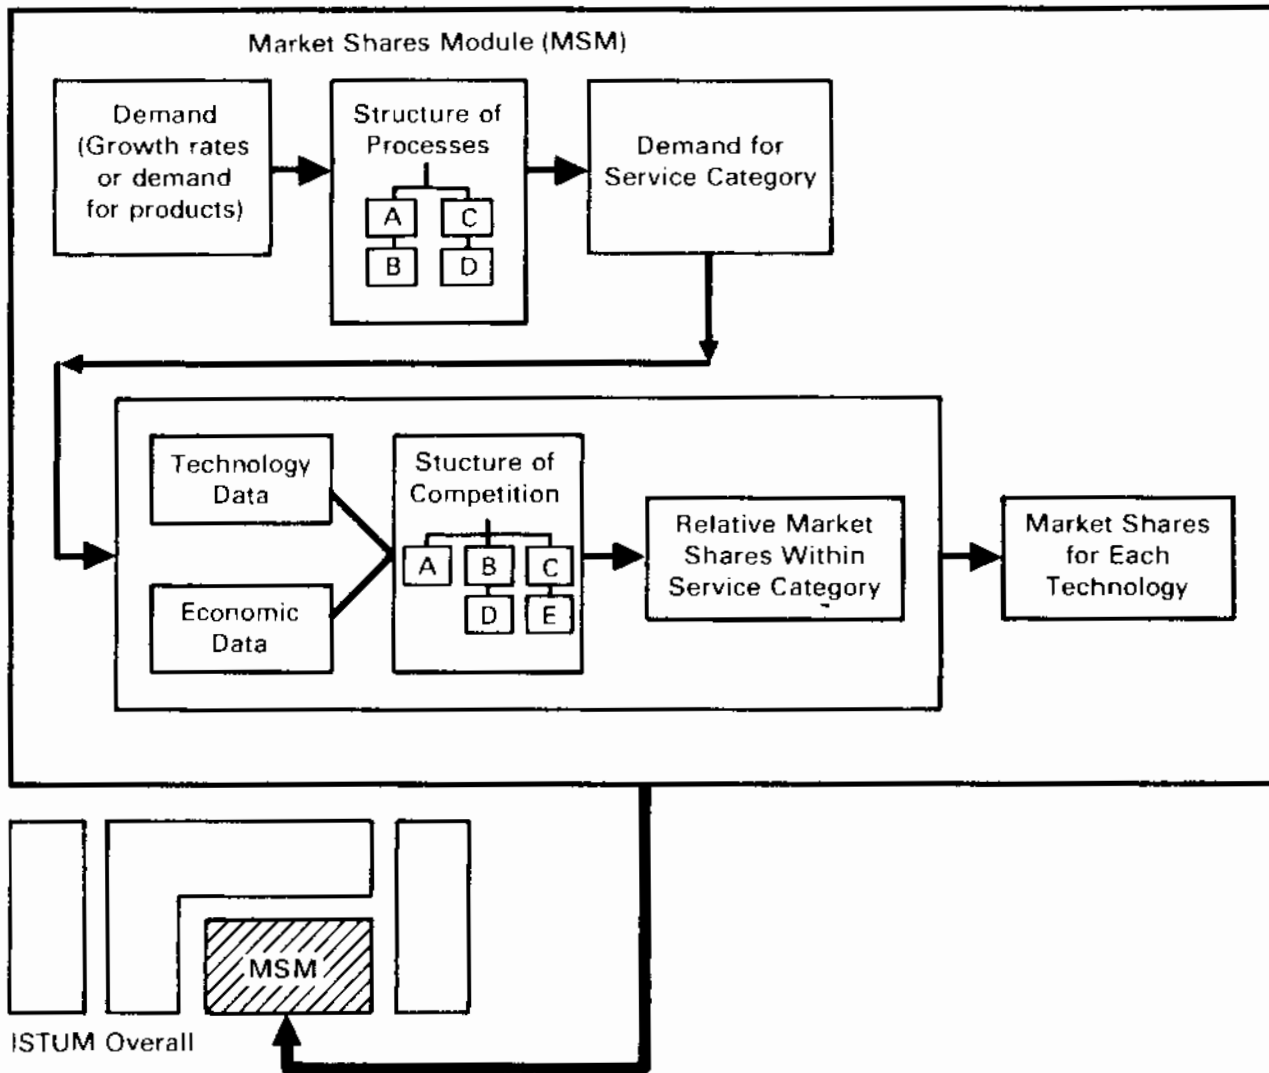 Market Shares Module (MSM)
Demand
(Growth rates
or demand
for products)
Structure of
Processes
A
C
B
D
Demand for
Service Category
Technology
Data
Economic
Data
Stucture of
Competition
A
B
C
D
E
Relative Market
Shares Within
Service Category
Market Shares
for Each
Technology
MSM
ISTUM Overall